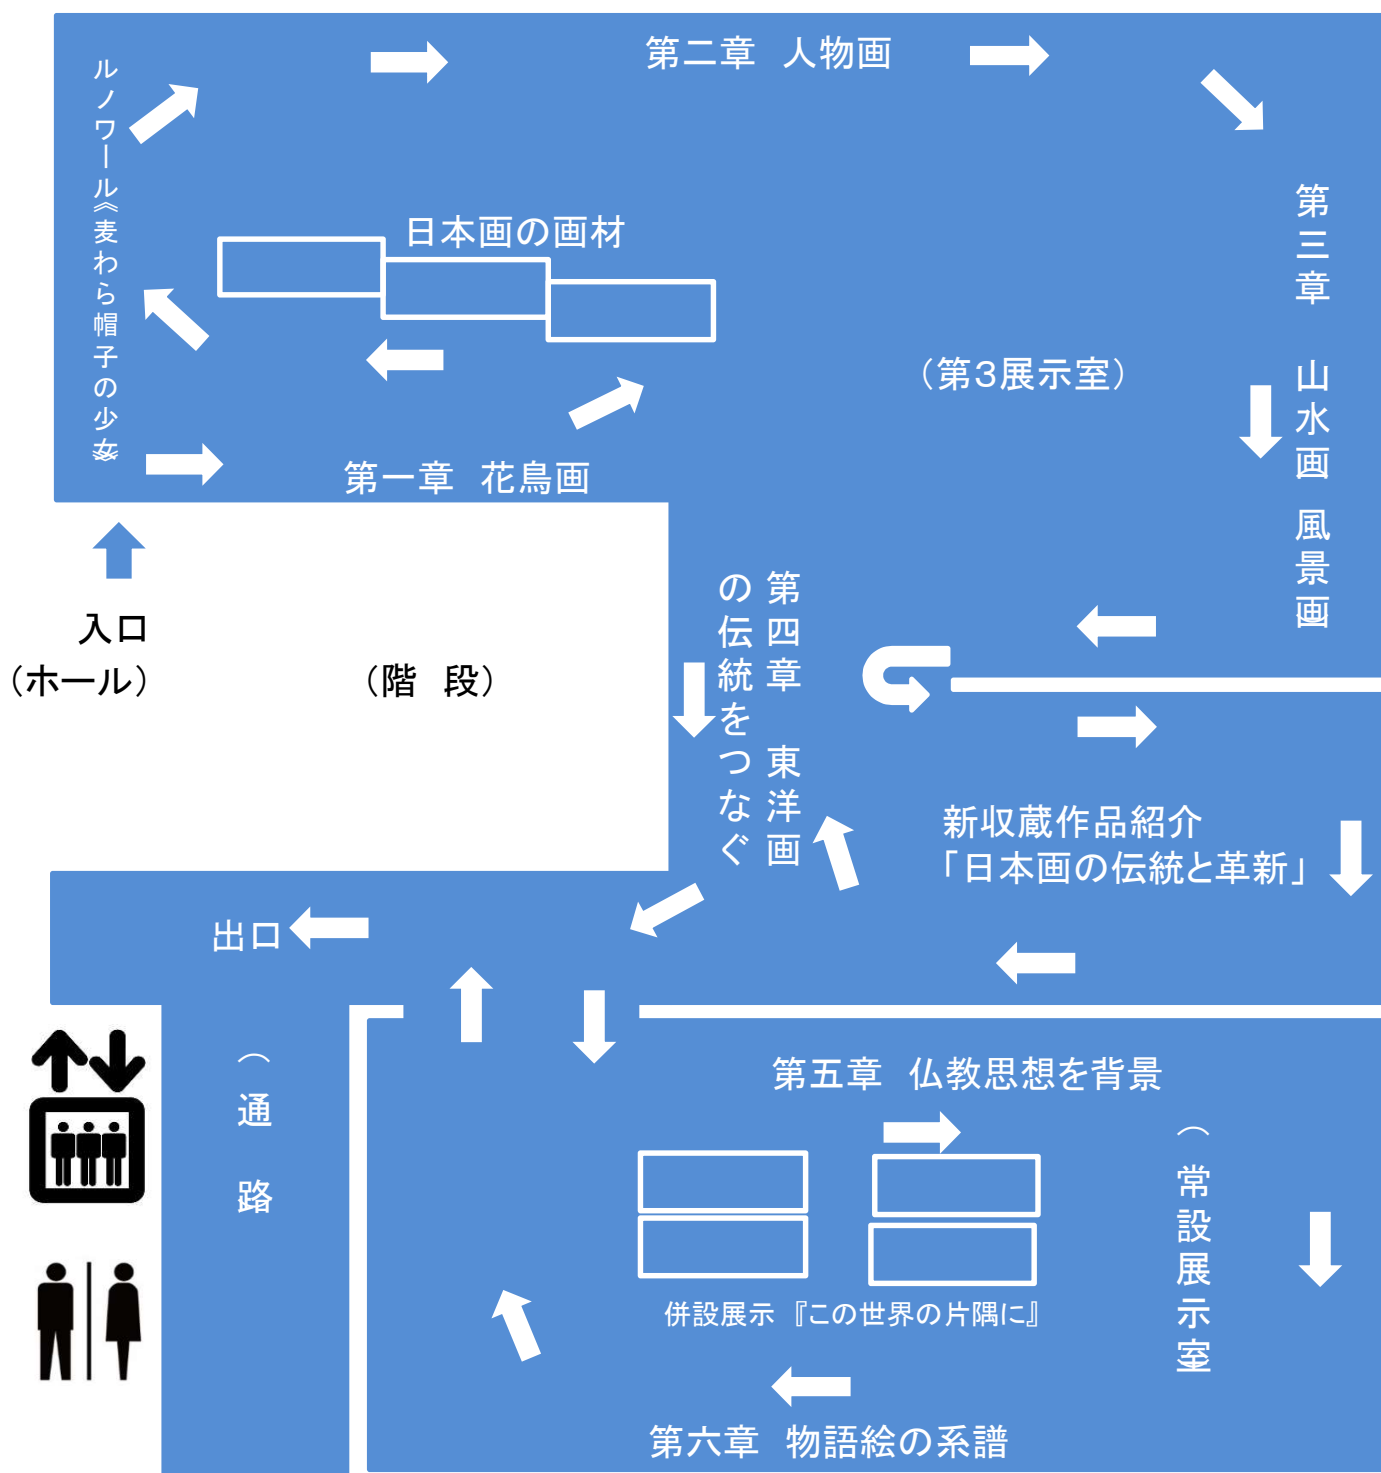 第二章　人物画
ルノワール《麦わら帽子の少女》
日本画の画材
第三章　山水画 風景画
（第３展示室）
第一章　花鳥画
入口
（ホール）
（階　段）
第四章　東洋画
の伝統をつなぐ
新収蔵作品紹介
「日本画の伝統と革新」
出口
（通　路
第五章　仏教思想を背景
（常設展示室）
併設展示『この世界の片隅に』
第六章　物語絵の系譜